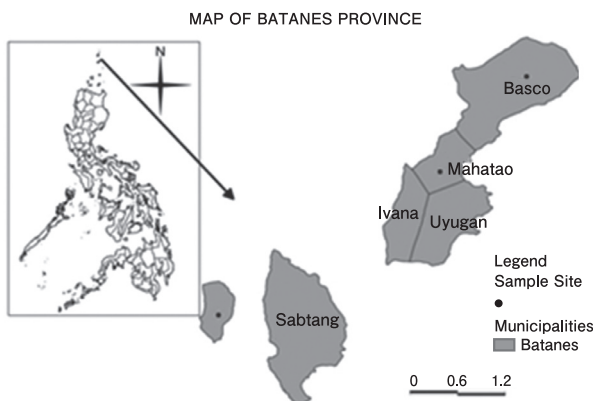 MAP OF BATANES PROVINCE
N
Basco
Mahatao
Ivana
Uyugan
Sabtang
Legend
Sample Site
Municipalities
Batanes
0 0.6 1.2